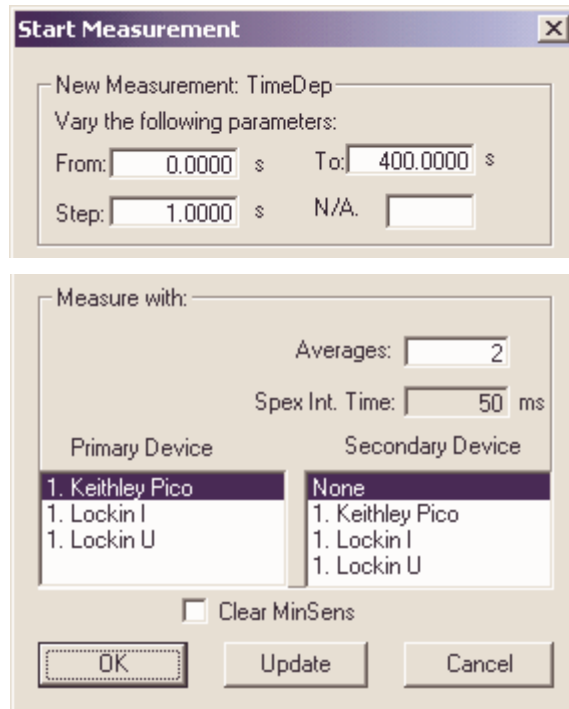 Start Measurement
New Measurement: TimeDep
Vary the following parameters:
From: 0.0000 s To: 400.0000 s
Step: 1.0000 s N/A.
Measure with:
Averages: 2
Spex Int. Time: 50 ms
Primary Device Secondary Device
1. Keithley Pico None
1. Lockin I 1. Keithley Pico
1. Lockin U 1. Lockin I
1. Lockin U
Clear MinSens
OK Update Cancel